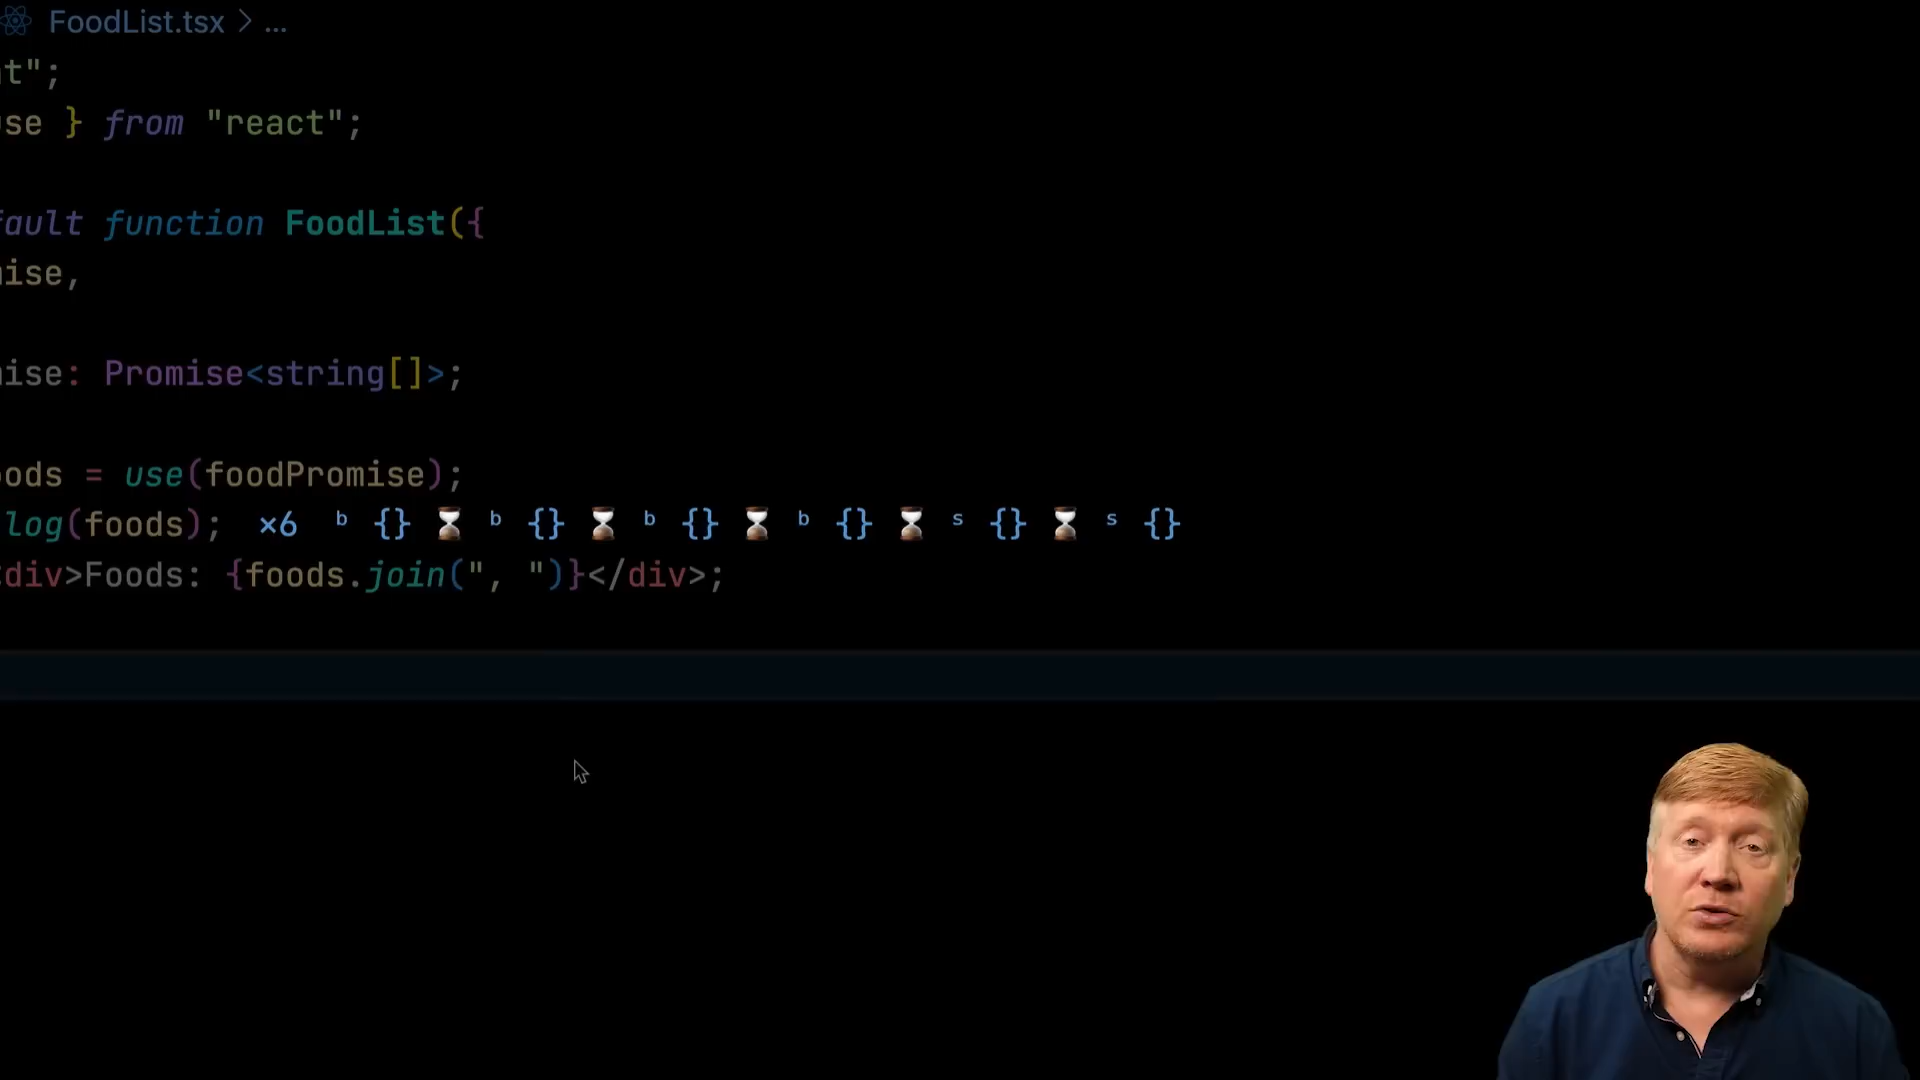 FoodList.tsx > ...
t";
se } from "react";
fault function FoodList({
ise,
ise: Promise<string[]>;
oods = use(foodPromise);
log(foods); ×6 b {} ⌛ b {} ⌛ b {} ⌛ b {} ⌛ s {} ⌛ s {}
div>Foods: {foods.join(", ")}</div>;